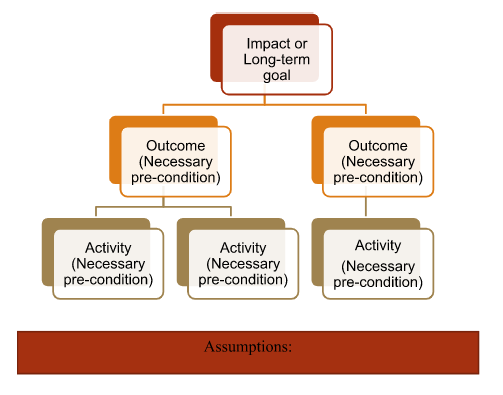 Impact or
Long-term
goal
Outcome
(Necessary
pre-condition)
Outcome
(Necessary
pre-condition)
Activity
(Necessary
pre-condition)
Activity
(Necessary
pre-condition)
Activity
(Necessary
pre-condition)
Assumptions: